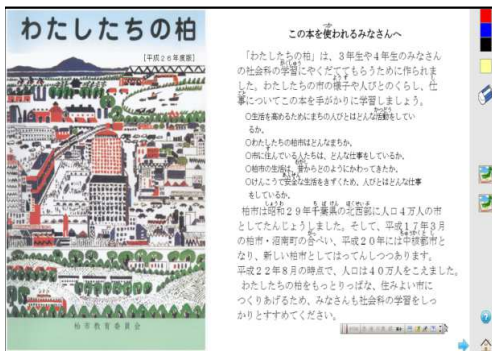 わたしたちの柏
[平成26年度版]
柏市教育委員会
この本を使われるみなさんへ
「わたしたちの柏」は、3年生や4年生のみなさん
の社会科の学習にやくだててもらうために作られま
した。わたしたちの市の様子や人びとのくらし、仕
事についてこの本を手がかりに学習しましょう。
○生活を高めるためにまちの人びとはどんな活動をしてい
るか。
○わたしたちの柏市はどんなまちか。
○市に住んでいる人たちは、どんな仕事をしているか。
○柏市の生活は、昔からどのようにかわってきたか。
○けんこうで安全な生活をきずくため、人びとはどんな仕事
をしているか。
柏市は昭和29年千葉県の北西部に人口4万人の市
としてたんじょうしました。そして、平成17年3月
の柏市・沼南町の合ぺい、平成20年には中核都市と
なり、新しい柏市としてはってんしつつあります。
平成22年8月の時点で、人口は40万人をこえました。
わたしたちの柏をもっとりっぱな、住みよい市に
つくりあげるため、みなさんも社会科の学習をしっ
かりとすすめてください。